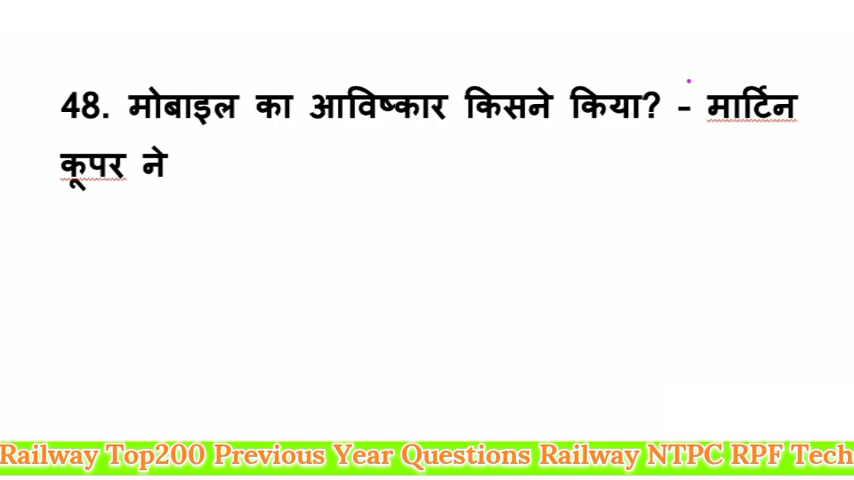 48. मोबाइल का आविष्कार किसने किया? - मार्टिन
कूपर ने
Railway Top200 Previous Year Questions Railway NTPC RPF Tech